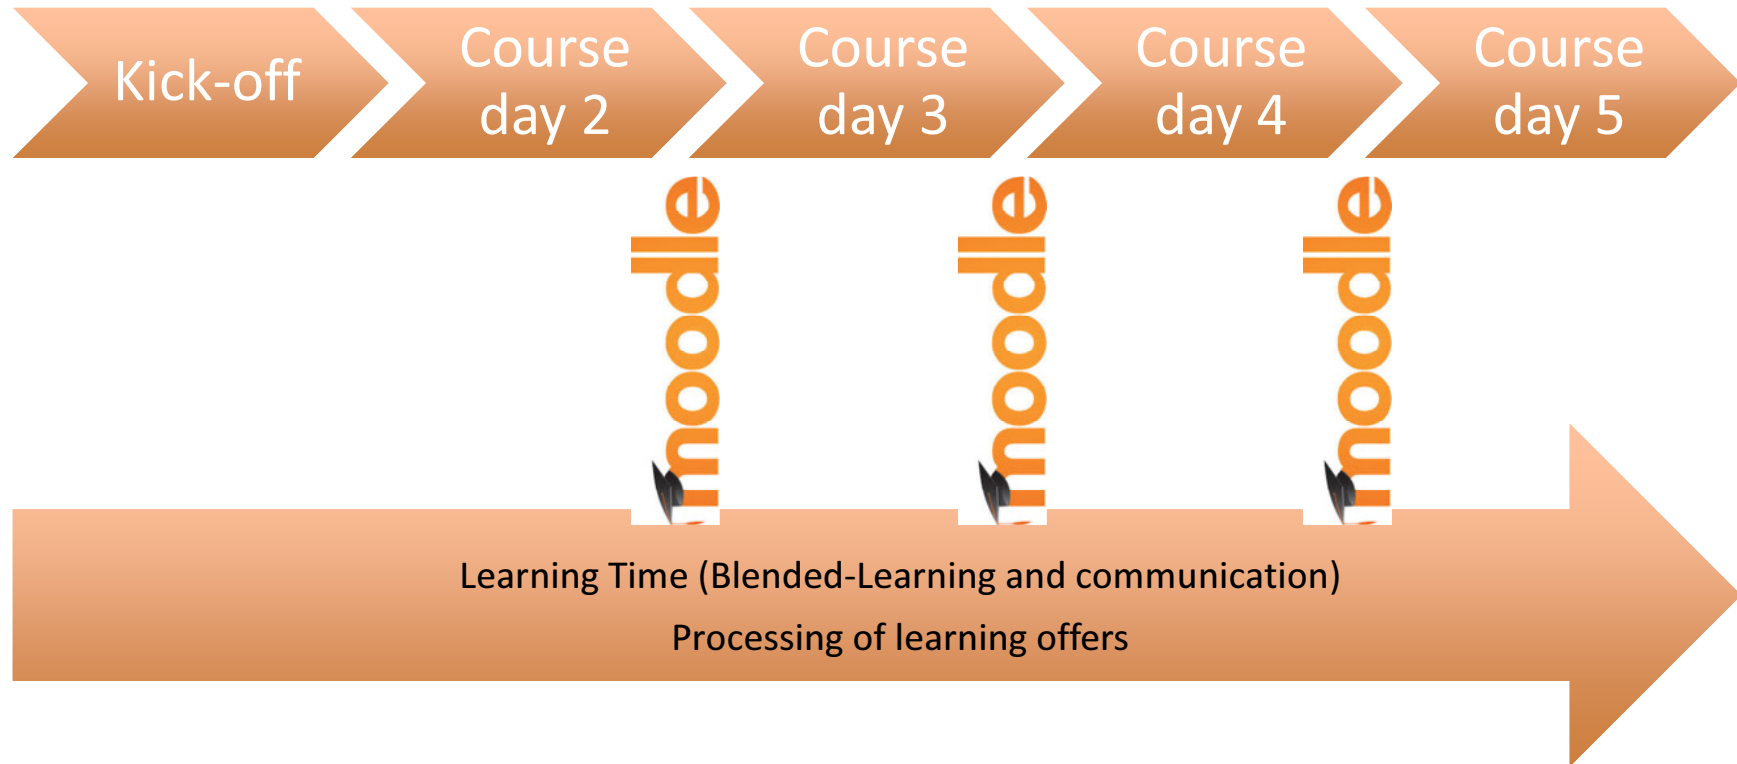 Kick-off
Course
day 2
Course
day 3
Course
day 4
Course
day 5
moodle
moodle
moodle
Learning Time (Blended-Learning and communication)
Processing of learning offers